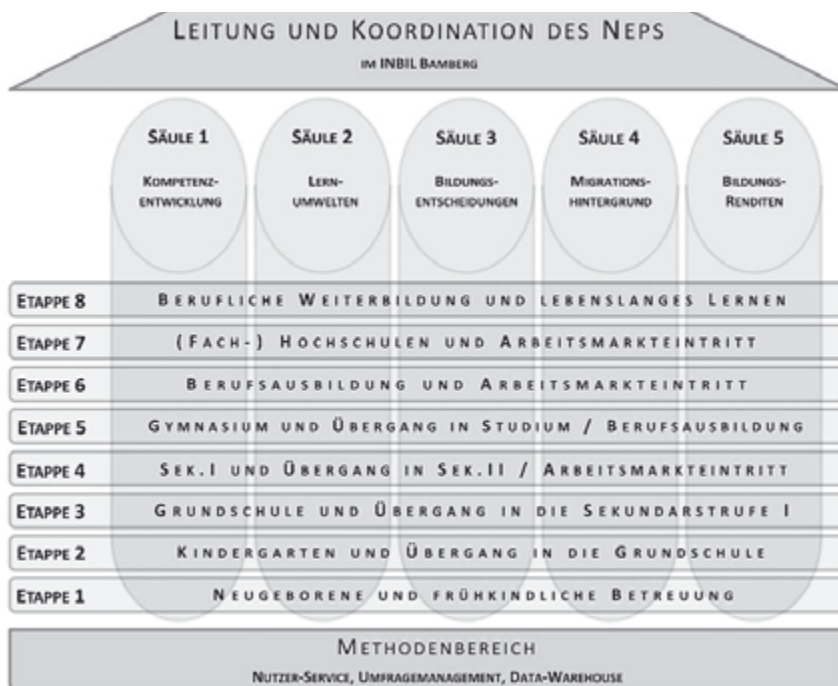 LEITUNG UND KOORDINATION DES NEPS
IM INBIL BAMBERG
SÄULE 1
KOMPETENZ-
ENTWICKLUNG
SÄULE 2
LERN-
UMWELTEN
SÄULE 3
BILDUNGS-
ENTSCHEIDUNGEN
SÄULE 4
MIGRATIONS-
HINTERGRUND
SÄULE 5
BILDUNGS-
RENDITEN
ETAPPE 8 BERUFLICHE WEITERBILDUNG UND LEBENSLANGES LERNEN
ETAPPE 7 (FACH-) HOCHSCHULEN UND ARBEITSMARKTEINTRITT
ETAPPE 6 BERUFSAUSBILDUNG UND ARBEITSMARKTEINTRITT
ETAPPE 5 GYMNASIUM UND ÜBERGANG IN STUDIUM / BERUFSAUSBILDUNG
ETAPPE 4 SEK.I UND ÜBERGANG IN SEK.II / ARBEITSMARKTEINTRITT
ETAPPE 3 GRUNDSCHULE UND ÜBERGANG IN DIE SEKUNDARSTRUFE I
ETAPPE 2 KINDERGARTEN UND ÜBERGANG IN DIE GRUNDSCHULE
ETAPPE 1 NEUGEBORENE UND FRÜHKINDLICHE BETREUUNG
METHODENBEREICH
NUTZER-SERVICE, UMFRAGEMANAGEMENT, DATA-WAREHOUSE